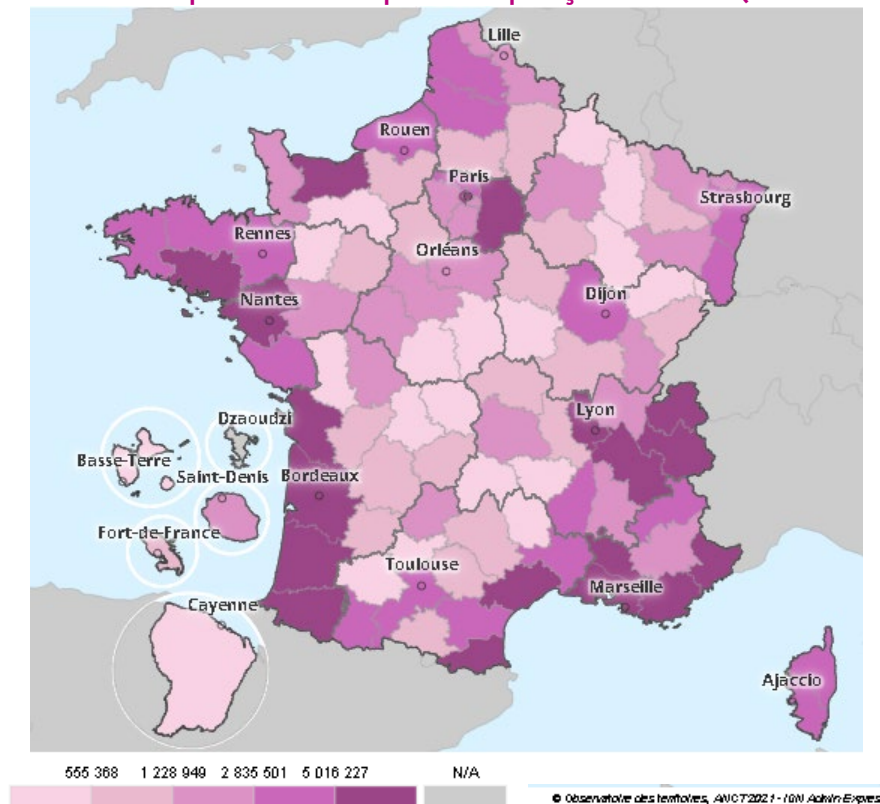 Lille
Rouen
Paris
Strasbourg
Rennes
Orléans
Nantes
Dijon
Dzaoudzi
Lyon
Basse-Terre
Saint-Denis
Bordeaux
Fort-de-France
Toulouse
Marseille
Cayenne
Ajaccio
555 368 1 228 949 2 835 501 5 016 227 N/A
© Observatoire des territoires, ANCT 2021 - IGN Admin Express